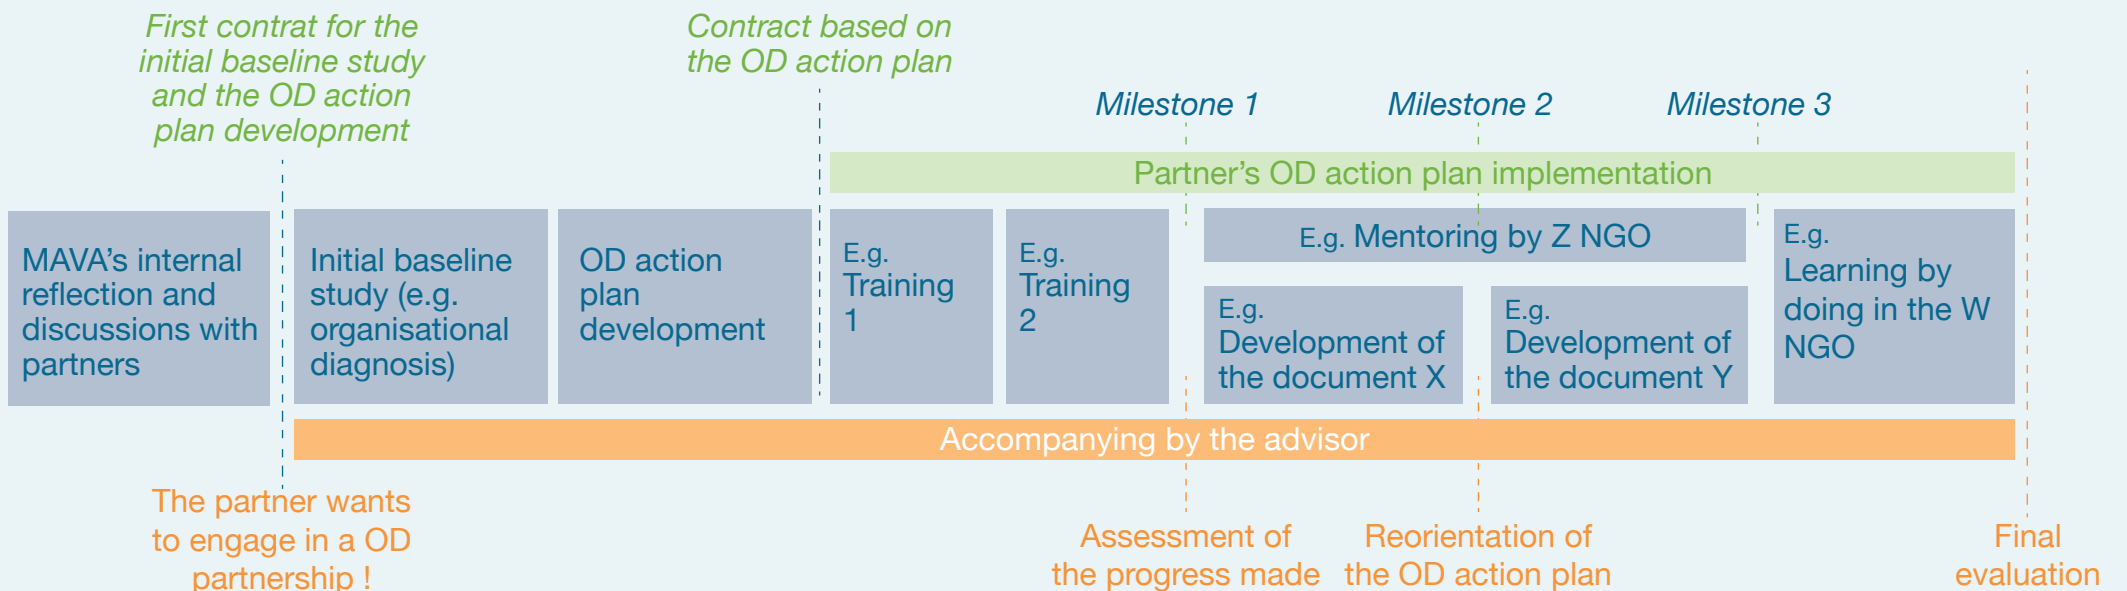 First contrat for the
initial baseline study
and the OD action
plan development
Contract based on
the OD action plan
Milestone 1
Milestone 2
Milestone 3
Partner's OD action plan implementation
MAVA's internal
reflection and
discussions with
partners
Initial baseline
study (e.g.
organisational
diagnosis)
OD action
plan
development
E.g.
Training
1
E.g.
Training
2
E.g. Mentoring by Z NGO
E.g.
Development of
the document X
E.g.
Development of
the document Y
E.g.
Learning by
doing in the W
NGO
Accompanying by the advisor
The partner wants
to engage in a OD
partnership !
Assessment of
the progress made
Reorientation of
the OD action plan
Final
evaluation